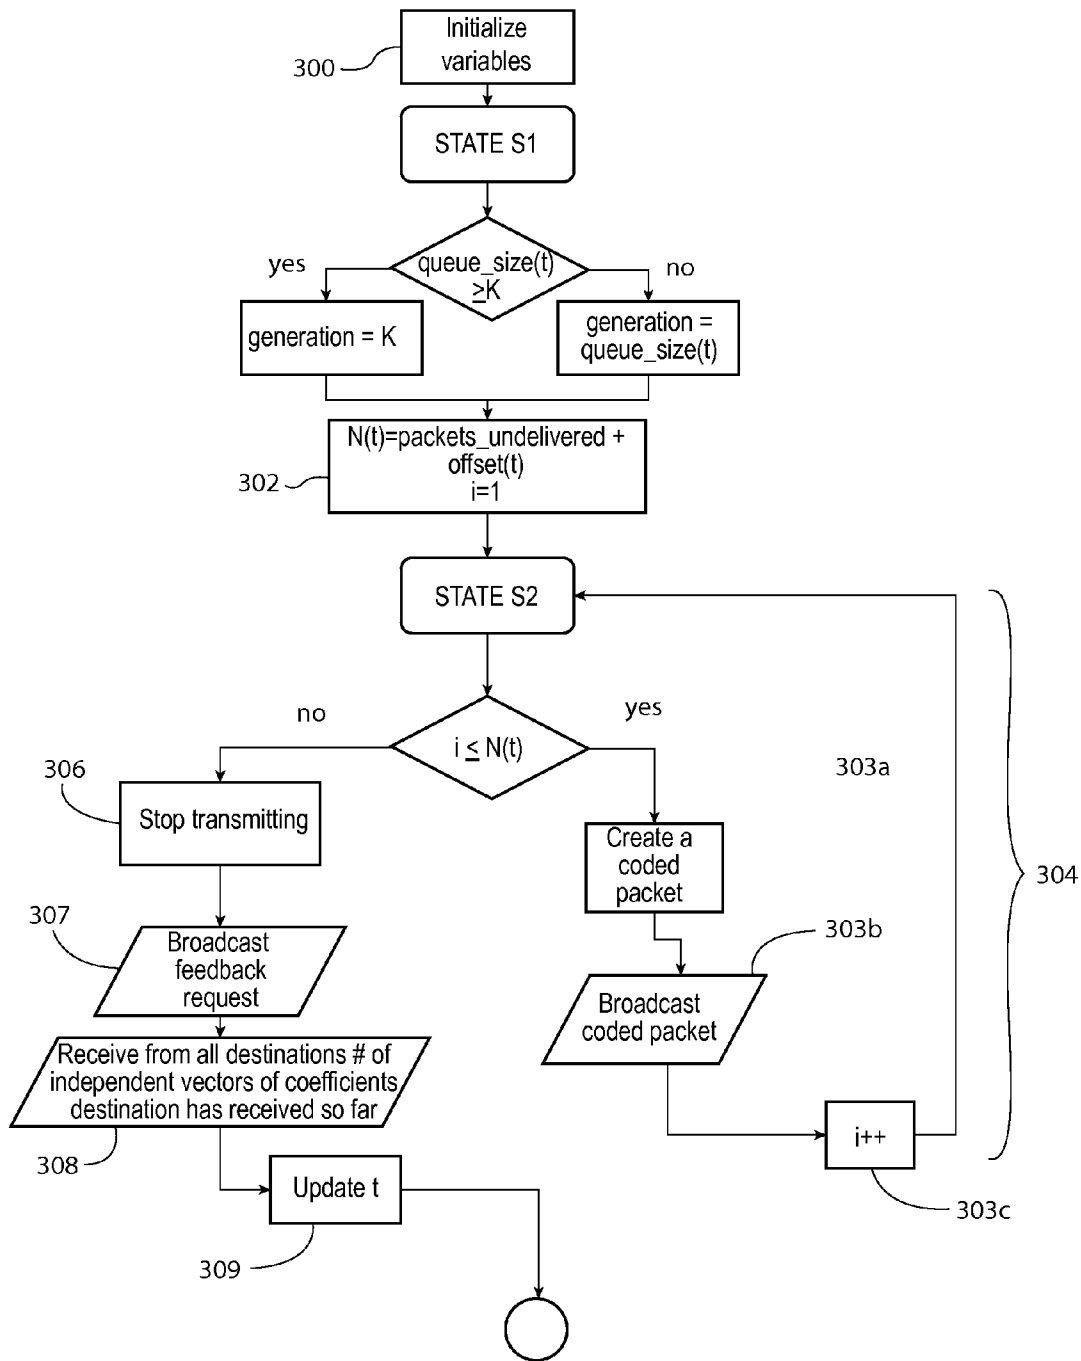 Initialize
variables
300
STATE S1
yes
queue_size(t)
≥K
no
generation = K
generation =
queue_size(t)
N(t)=packets_undelivered +
offset(t)
i=1
302
STATE S2
no
yes
i ≤ N(t)
303a
306
Stop transmitting
Create a
coded
packet
304
307
Broadcast
feedback
request
303b
Broadcast
coded packet
Receive from all destinations # of
independent vectors of coefficients
destination has received so far
308
i++
303c
Update t
309